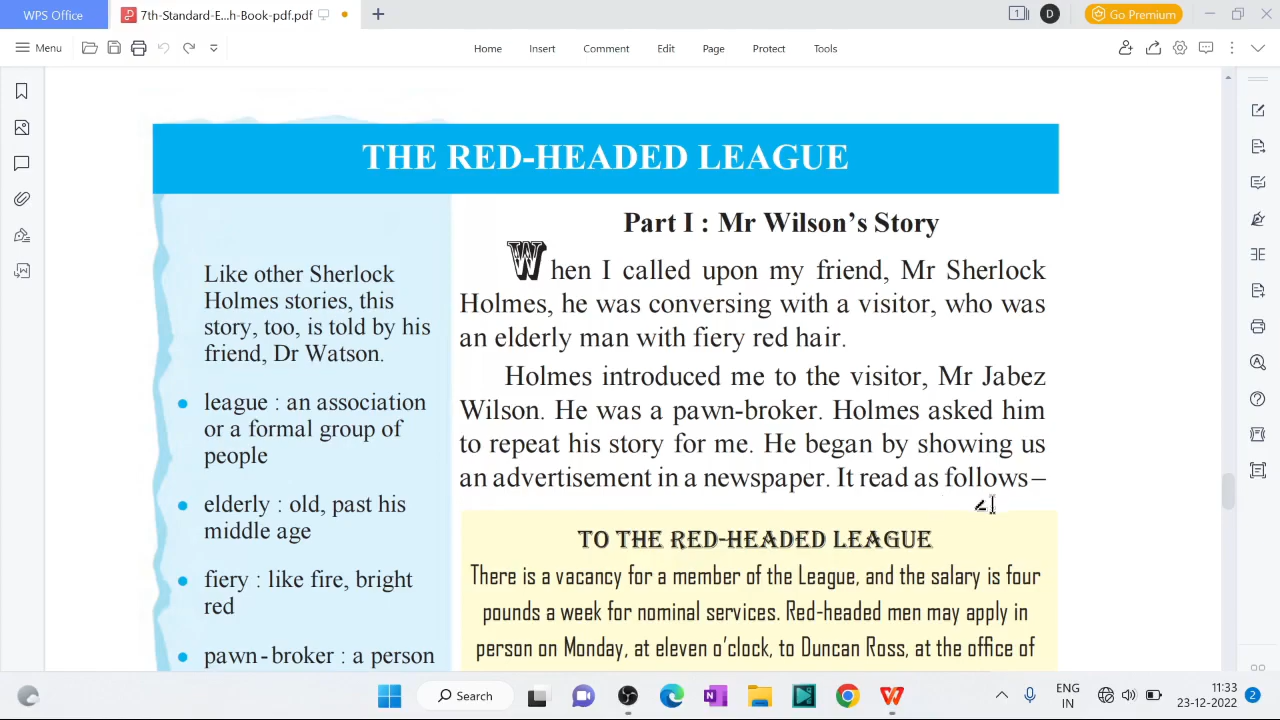 WPS Office
7th-Standard-E...h-Book-pdf.pdf
1
D
Go Premium
Menu
Home
Insert
Comment
Edit
Page
Protect
Tools
THE RED-HEADED LEAGUE
Like other Sherlock
Holmes stories, this
story, too, is told by his
friend, Dr Watson.
league : an association
or a formal group of
people
elderly : old, past his
middle age
fiery : like fire, bright
red
pawn-broker : a person
Part I : Mr Wilson's Story
When I called upon my friend, Mr Sherlock
Holmes, he was conversing with a visitor, who was
an elderly man with fiery red hair.
Holmes introduced me to the visitor, Mr Jabez
Wilson. He was a pawn-broker. Holmes asked him
to repeat his story for me. He began by showing us
an advertisement in a newspaper. It read as follows–
TO THE RED-HEADED LEAGUE
There is a vacancy for a member of the League, and the salary is four
pounds a week for nominal services. Red-headed men may apply in
person on Monday, at eleven o'clock, to Duncan Ross, at the office of
Search
ENG
IN
11:33
23-12-2022
2